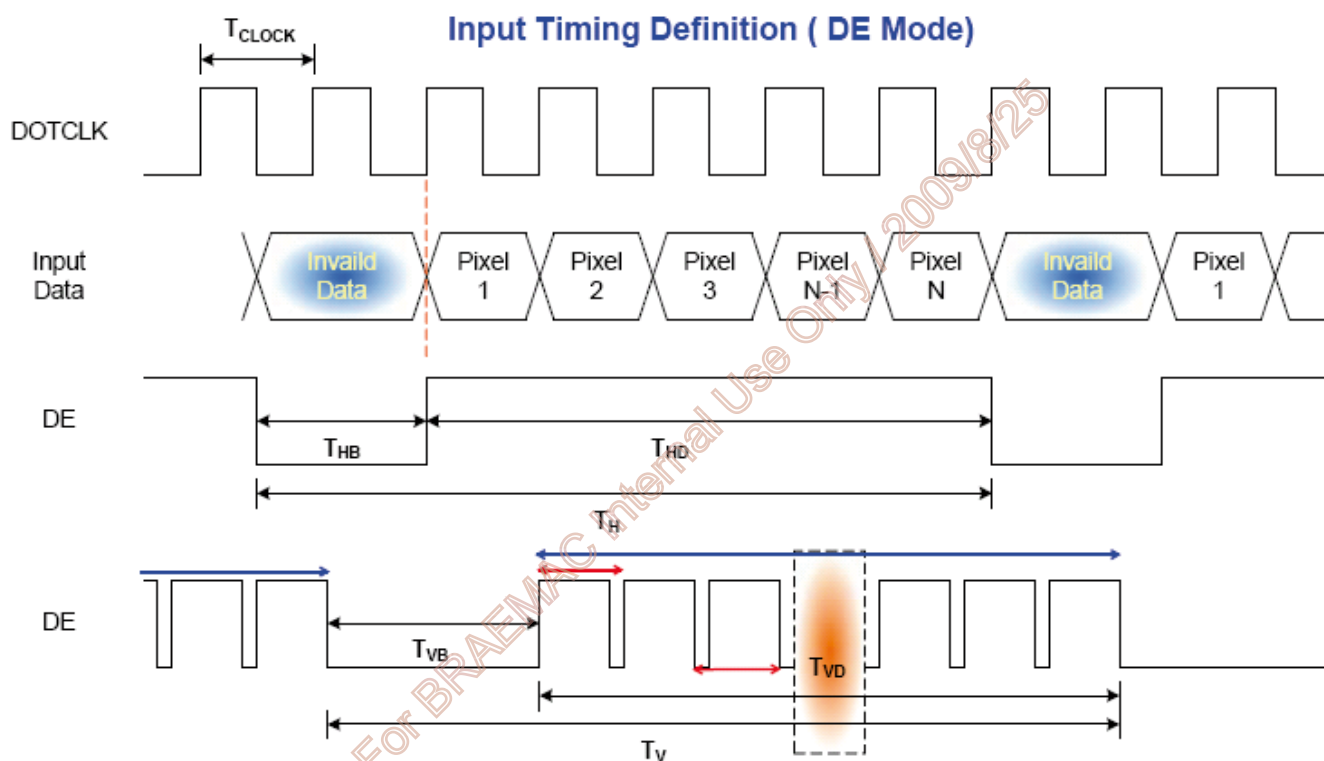 Input Timing Definition ( DE Mode)
TCLOCK
DOTCLK
Input
Data
Invaild
Data
Pixel
1
Pixel
2
Pixel
3
Pixel
N-1
Pixel
N
Invaild
Data
Pixel
1
DE
THB
THD
TH
DE
TVB
TVD
TV
For BRAEMAC Internal Use Only / 2009/8/25